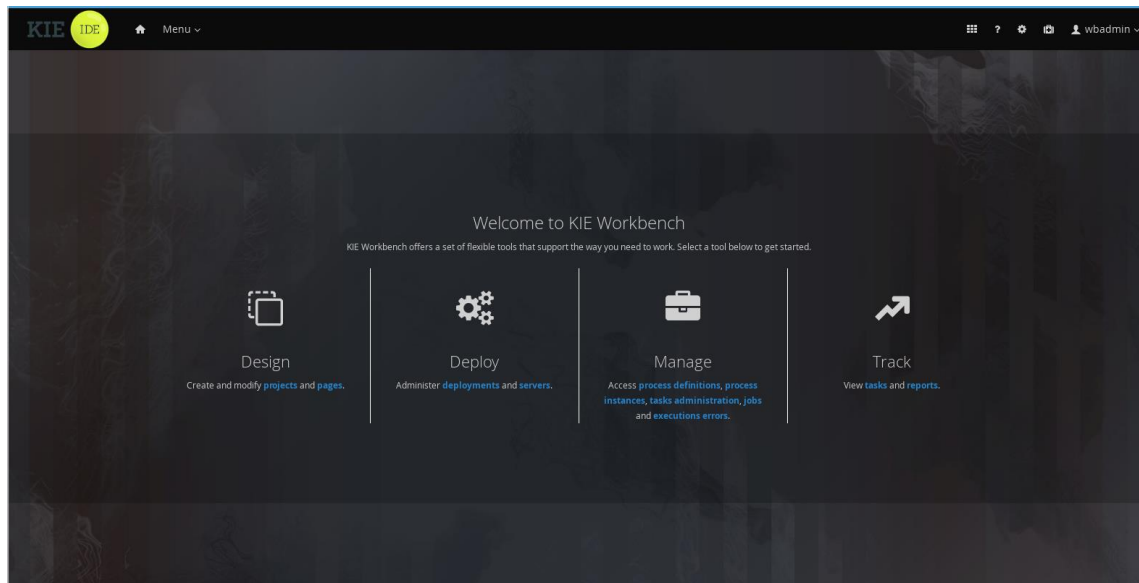 KIE IDE Menu ? wbadmin
Welcome to KIE Workbench
KIE Workbench offers a set of flexible tools that support the way you need to work. Select a tool below to get started.
Design
Create and modify projects and pages.
Deploy
Administer deployments and servers.
Manage
Access process definitions, process
instances, tasks administration, jobs
and executions errors.
Track
View tasks and reports.